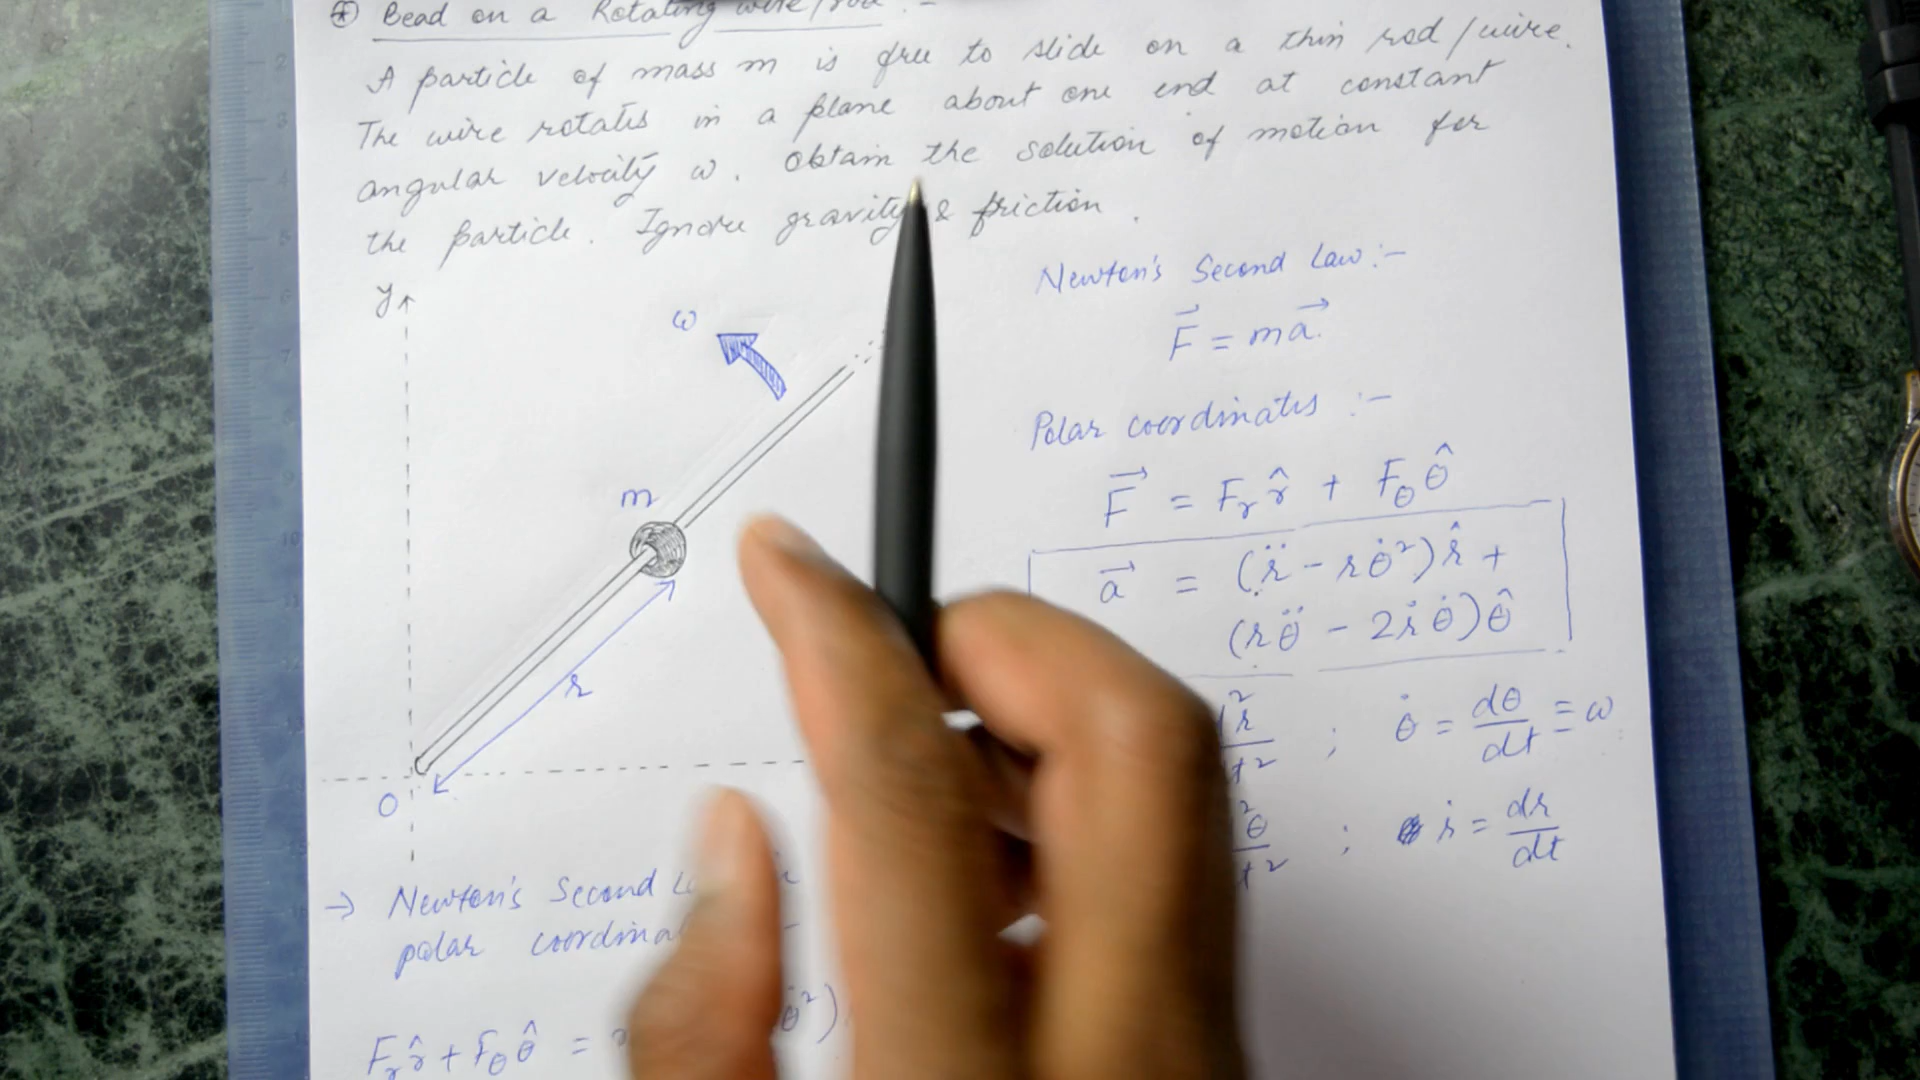 ⊛ Bead on a Rotating wire/rod :-
A particle of mass m is free to slide on a thin rod/wire.
The wire rotates in a plane about one end at constant
angular velocity ω. Obtain the solution of motion for
the particle. Ignore gravity & friction.
y
ω
m
r
O
Newton's Second Law:-
F⃗ = ma⃗.
Polar coordinates :-
F⃗ = F_r r̂ + F_θ θ̂
a⃗ = (r̈ - rθ̇²)r̂ +
(rθ̈ - 2ṙθ̇)θ̂
; θ̇ = dθ/dt = ω
; ṙ = dr/dt
→ Newton's Second
polar
F_r r̂ + F_θ θ̂ =